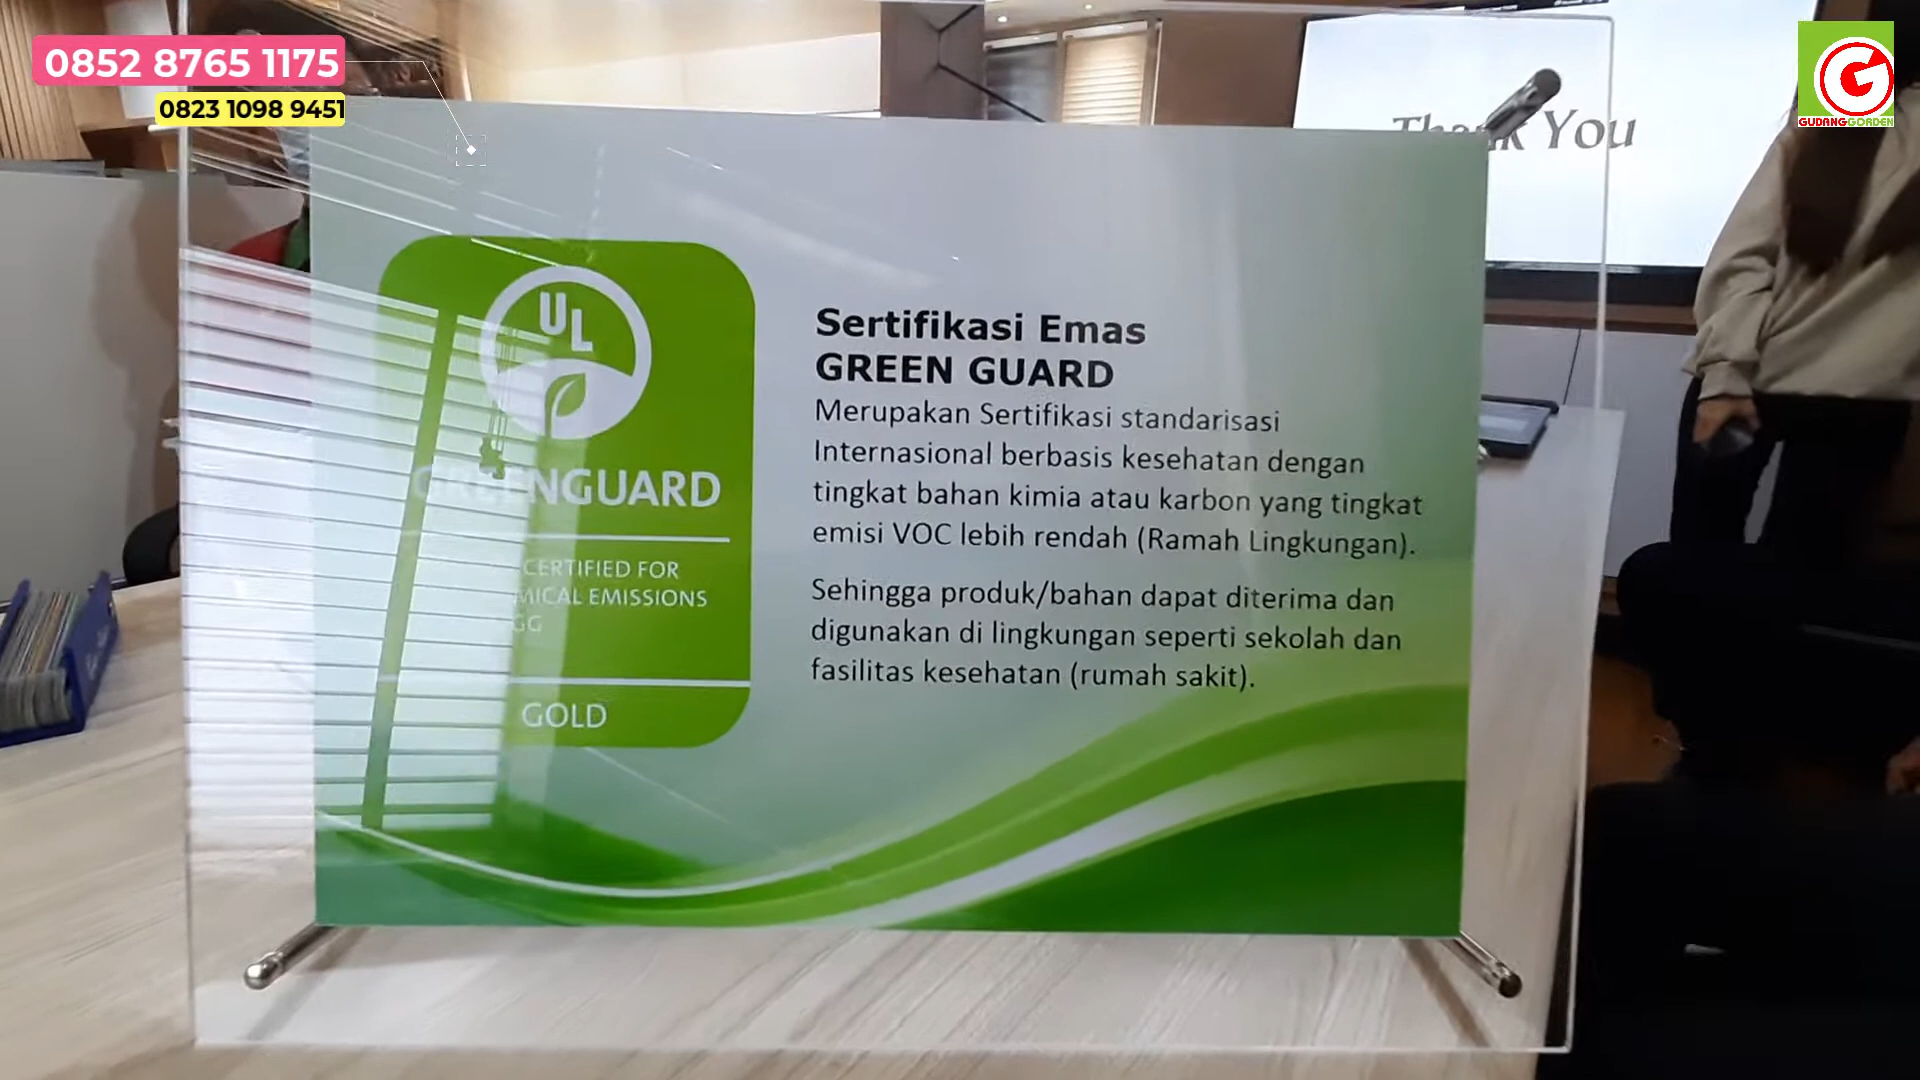 0852 8765 1175
0823 1098 9451
GUDANGGORDEN
Thank You
UL
GREENGUARD
CERTIFIED FOR
EMISSIONS
GOLD
Sertifikasi Emas
GREEN GUARD
Merupakan Sertifikasi standarisasi
Internasional berbasis kesehatan dengan
tingkat bahan kimia atau karbon yang tingkat
emisi VOC lebih rendah (Ramah Lingkungan).
Sehingga produk/bahan dapat diterima dan
digunakan di lingkungan seperti sekolah dan
fasilitas kesehatan (rumah sakit).